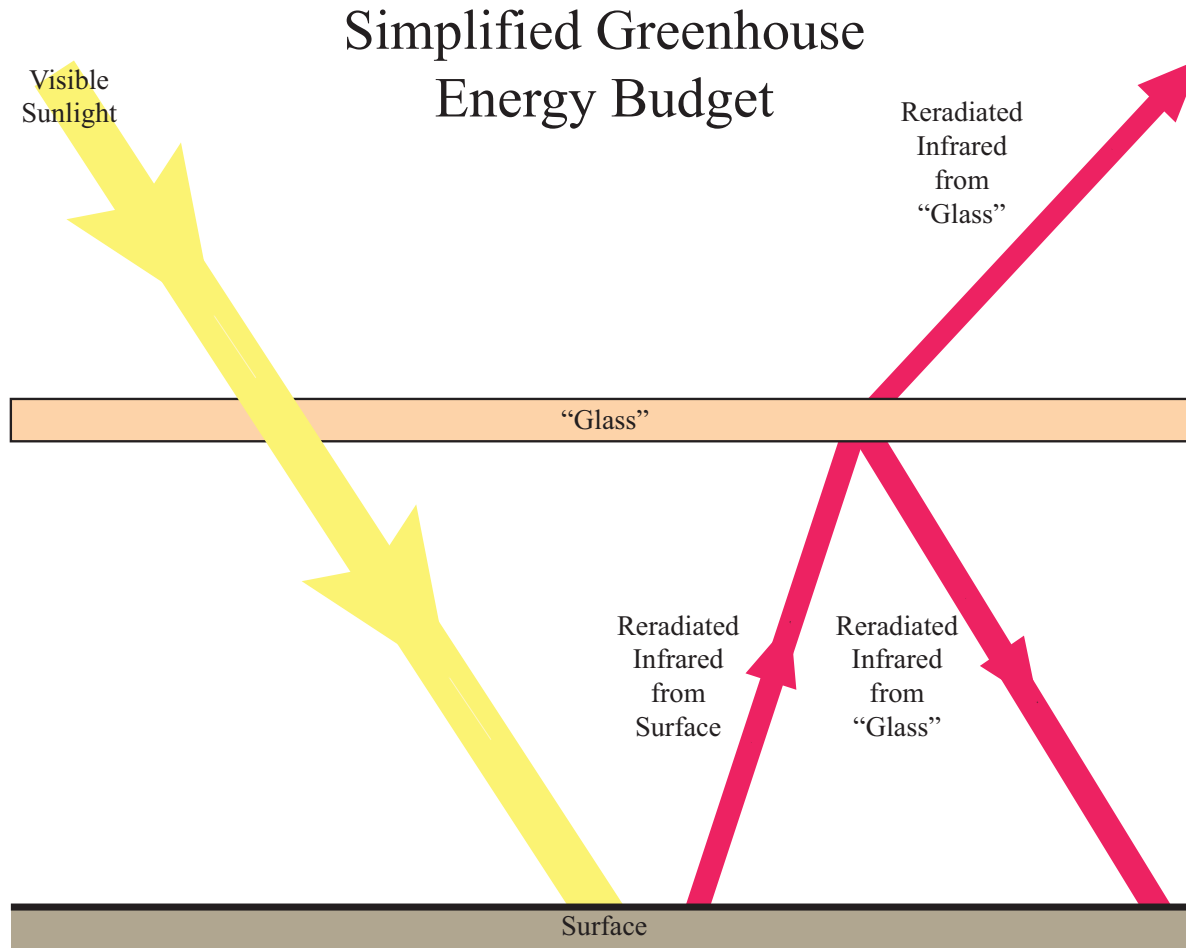 Simplified Greenhouse
Energy Budget
Visible
Sunlight
Reradiated
Infrared
from
“Glass”
“Glass”
Reradiated
Infrared
from
Surface
Reradiated
Infrared
from
“Glass”
Surface